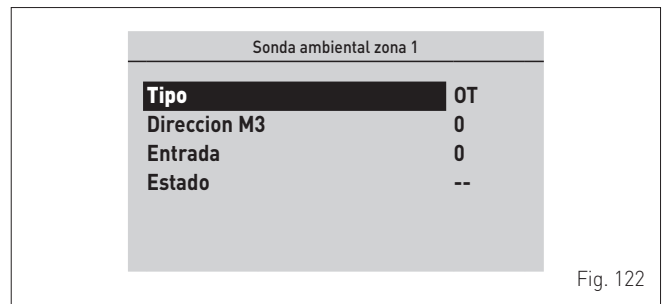 Sonda ambiental zona 1
Tipo OT
Direccion M3 0
Entrada 0
Estado --
Fig. 122